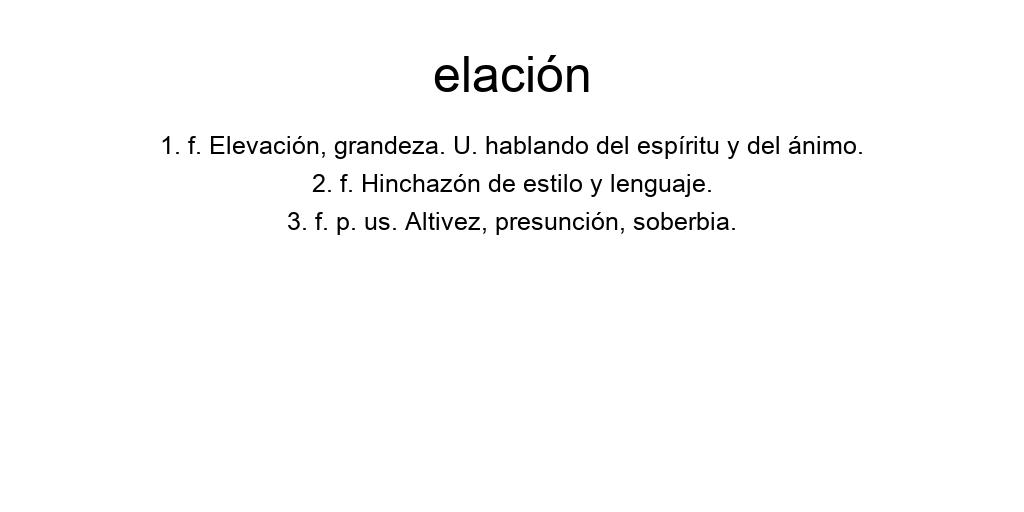 elación
1. f. Elevación, grandeza. U. hablando del espíritu y del ánimo.
2. f. Hinchazón de estilo y lenguaje.
3. f. p. us. Altivez, presunción, soberbia.